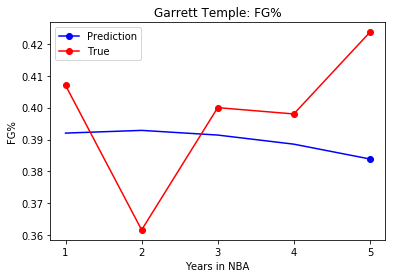 Garrett Temple: FG%
Prediction
True
FG%
0.42
0.41
0.40
0.39
0.38
0.37
0.36
1 2 3 4 5
Years in NBA